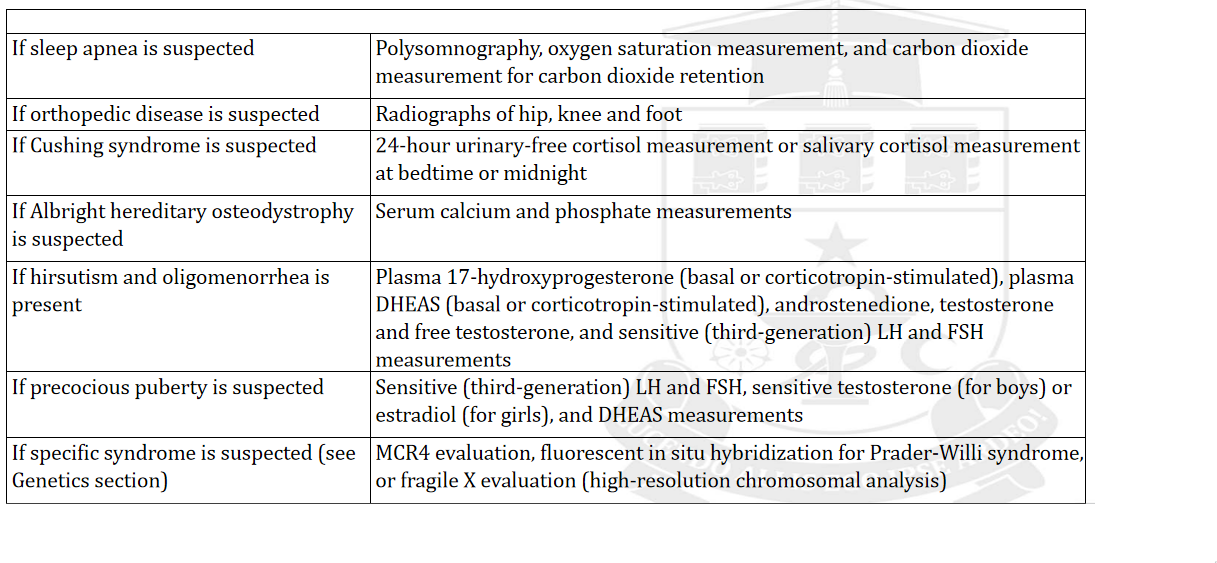 If sleep apnea is suspected
Polysomnography, oxygen saturation measurement, and carbon dioxide
measurement for carbon dioxide retention
If orthopedic disease is suspected
Radiographs of hip, knee and foot
If Cushing syndrome is suspected
24-hour urinary-free cortisol measurement or salivary cortisol measurement
at bedtime or midnight
If Albright hereditary osteodystrophy
is suspected
Serum calcium and phosphate measurements
If hirsutism and oligomenorrhea is
present
Plasma 17-hydroxyprogesterone (basal or corticotropin-stimulated), plasma
DHEAS (basal or corticotropin-stimulated), androstenedione, testosterone
and free testosterone, and sensitive (third-generation) LH and FSH
measurements
If precocious puberty is suspected
Sensitive (third-generation) LH and FSH, sensitive testosterone (for boys) or
estradiol (for girls), and DHEAS measurements
If specific syndrome is suspected (see
Genetics section)
MCR4 evaluation, fluorescent in situ hybridization for Prader-Willi syndrome,
or fragile X evaluation (high-resolution chromosomal analysis)